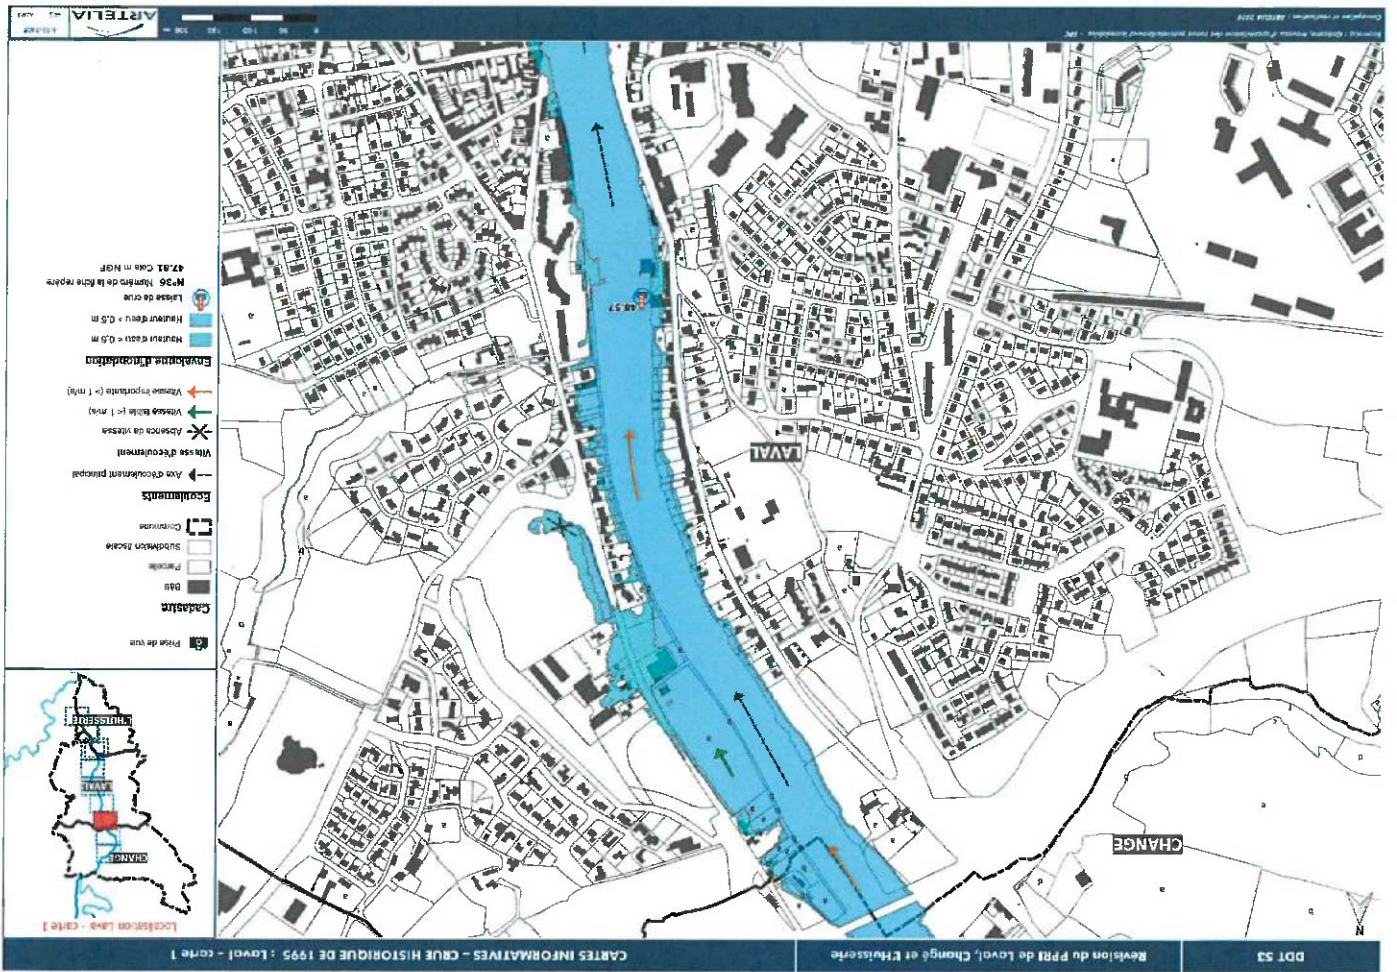 DDT 53
Révision du PPRI de Laval, Changé et L'Huisserie
CARTES INFORMATIVES – CRUE HISTORIQUE DE 1995 : Laval - carte 1
Localisation Laval - carte 1
CHANGE
LAVAL
L'HUISSERIE
Prise de vue
Cadastre
Bâti
Parcelle
Subdivision fiscale
Commune
Ecoulements
Axe d'écoulement principal
Vitesse d'écoulement
Absence de vitesse
Vitesse faible (< 1 m/s)
Vitesse importante (> 1 m/s)
Enveloppe d'inondation
Hauteur d'eau < 0,5 m
Hauteur d'eau > 0,5 m
Laisse de crue
N°36 Numéro de la fiche repère
47.81 Cote m NGF
N
CHANGE
LAVAL
48.57
ARTELIA